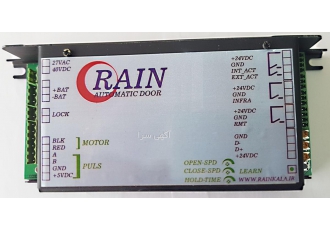 27VAC
40VDC
+BAT
-BAT
LOCK
BLK
RED
MOTOR
A
B
GND
+5VDC
PULS
CRAIN
AUTOMATIC DOOR
+24VDC
GND
INT_ACT
EXT_ACT
+24VDC
GND
INFRA
+24VDC
GND
RMT
GND
D-
D+
+24VDC
OPEN-SPD
CLOSE-SPD
LEARN
HOLD-TIME
WWW.RAINKALA.IR